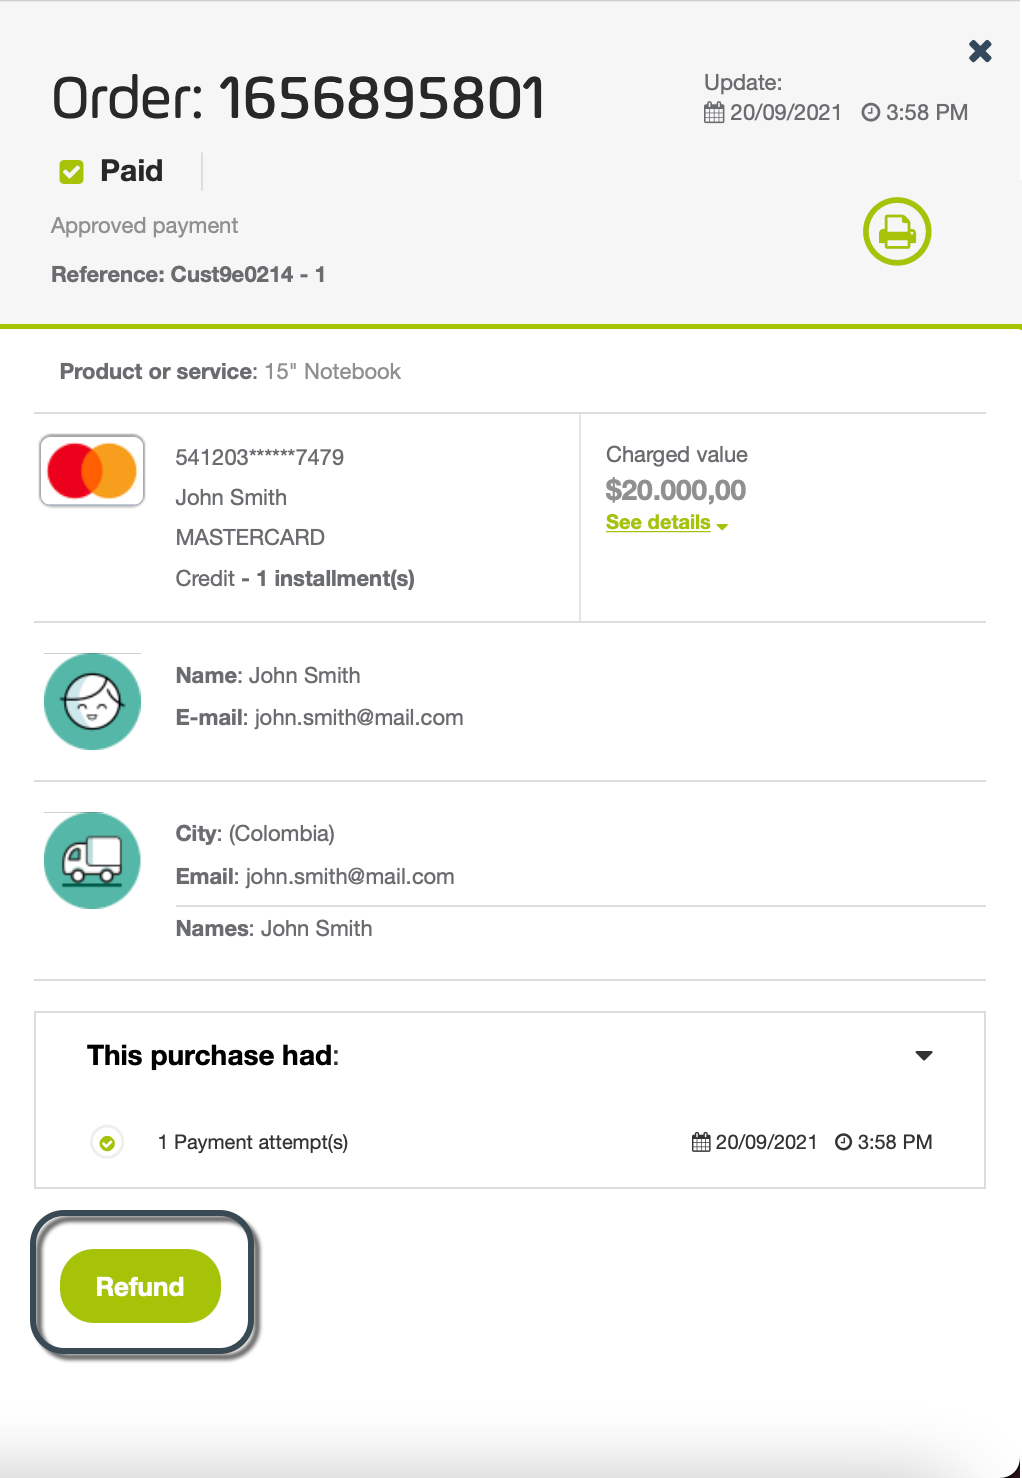 Order: 1656895801
Update:
20/09/2021 3:58 PM
Paid
Approved payment
Reference: Cust9e0214 - 1
Product or service: 15" Notebook
541203******7479
John Smith
MASTERCARD
Credit - 1 installment(s)
Charged value
$20.000,00
See details
Name: John Smith
E-mail: john.smith@mail.com
City: (Colombia)
Email: john.smith@mail.com
Names: John Smith
This purchase had:
1 Payment attempt(s) 20/09/2021 3:58 PM
Refund